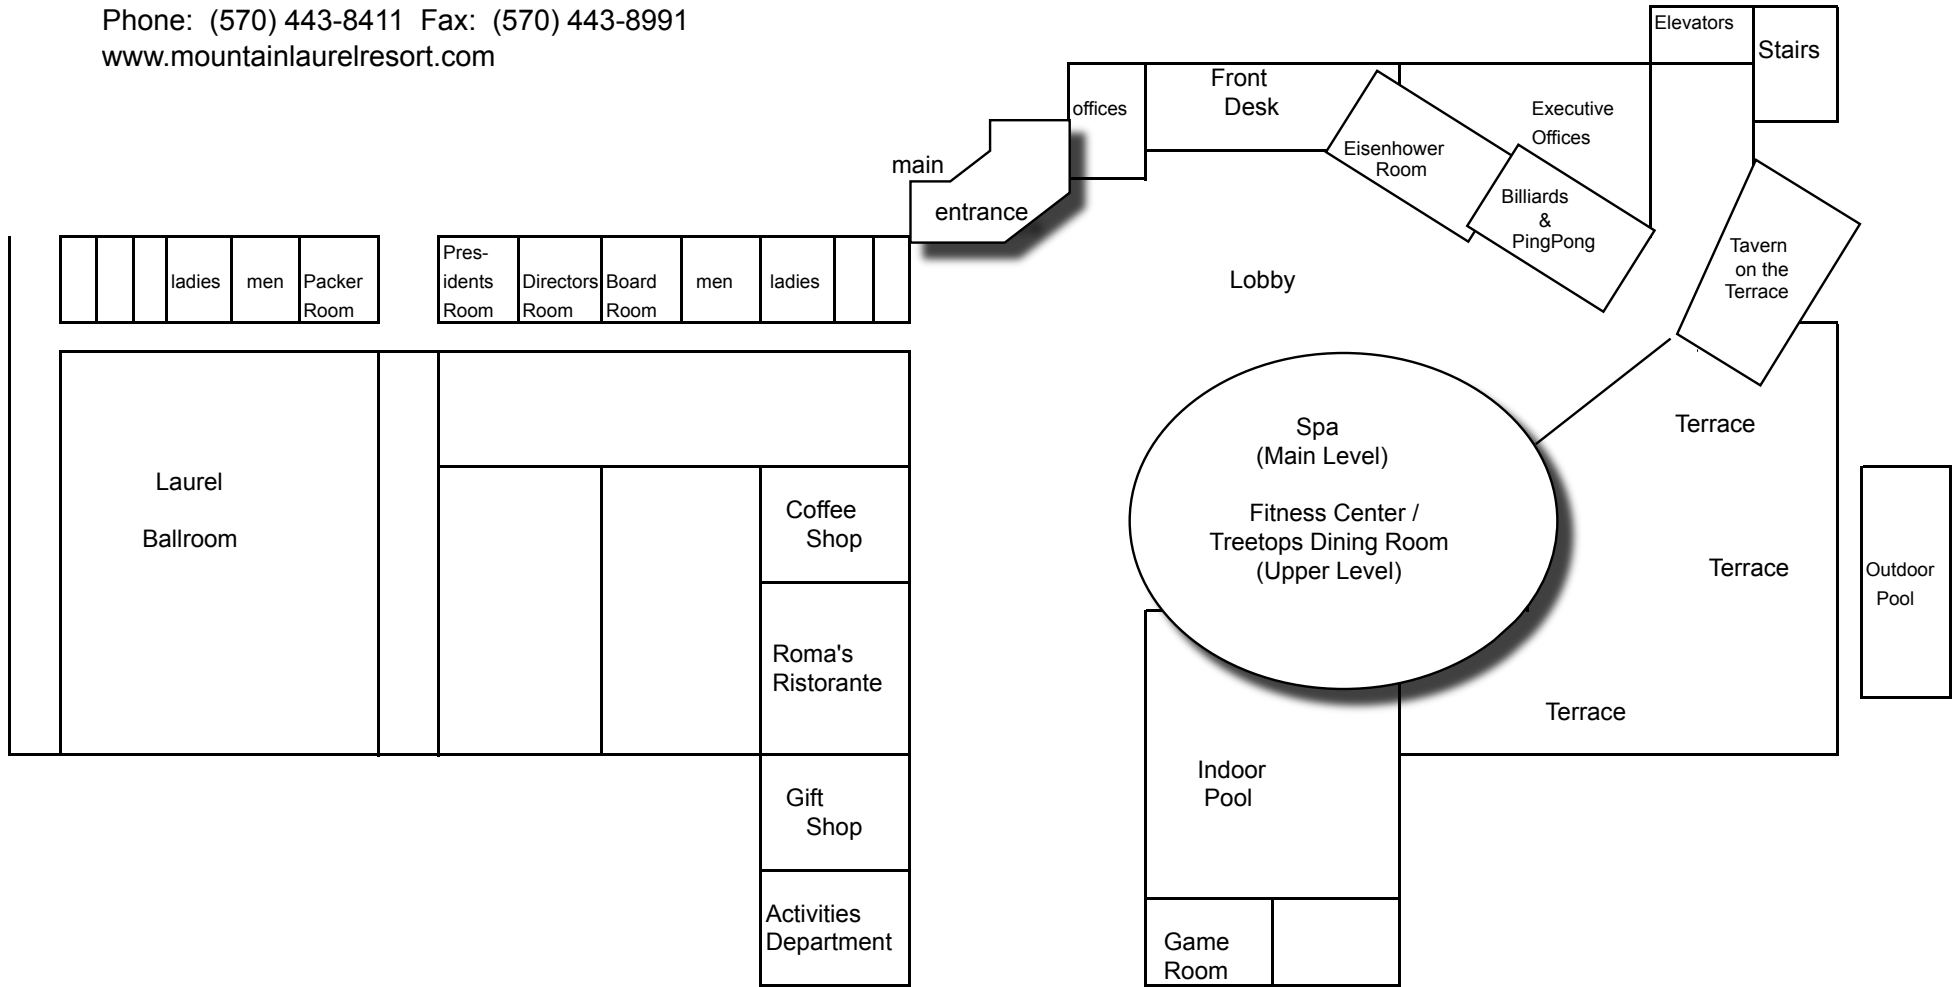 Phone: (570) 443-8411 Fax: (570) 443-8991
www.mountainlaurelresort.com
Elevators
Stairs
offices
Front
Desk
Executive
Offices
Eisenhower
Room
Billiards
&
PingPong
main
entrance
Tavern
on the
Terrace
Lobby
ladies
men
Packer
Room
Pres-
idents
Room
Directors
Room
Board
Room
men
ladies
Laurel
Ballroom
Coffee
Shop
Roma's
Ristorante
Gift
Shop
Activities
Department
Spa
(Main Level)
Fitness Center /
Treetops Dining Room
(Upper Level)
Terrace
Terrace
Terrace
Outdoor
Pool
Indoor
Pool
Game
Room